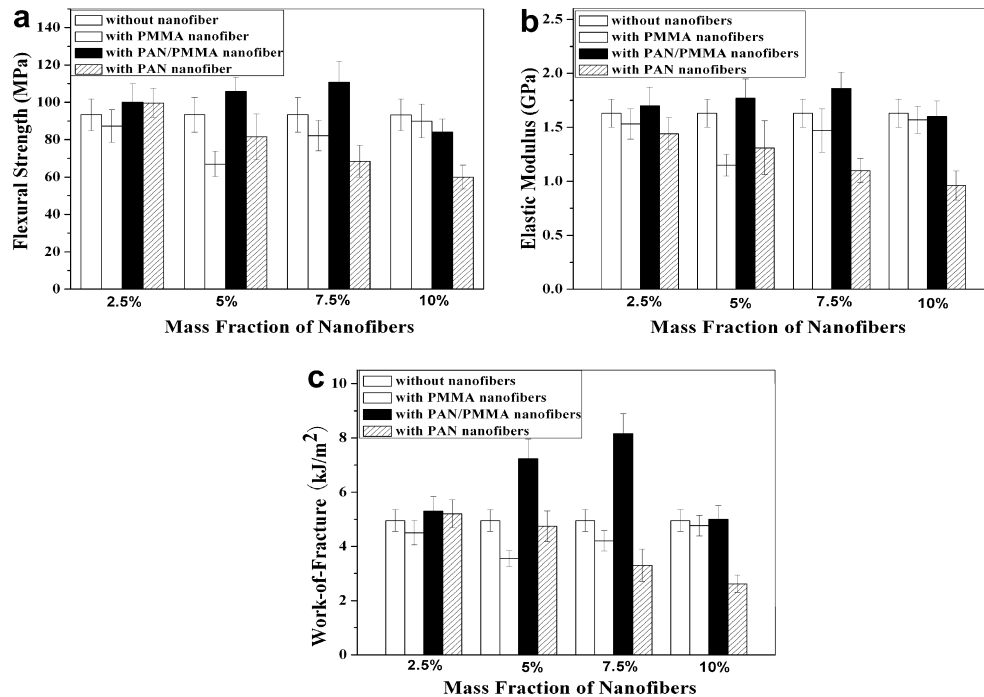 a
without nanofiber
with PMMA nanofiber
with PAN/PMMA nanofiber
with PAN nanofiber
Flexural Strength (MPa)
140
120
100
80
60
40
20
0
2.5% 5% 7.5% 10%
Mass Fraction of Nanofibers
b
without nanofibers
with PMMA nanofibers
with PAN/PMMA nanofibers
with PAN nanofibers
Elastic Modulus (GPa)
2.5
2.0
1.5
1.0
0.5
0.0
2.5% 5% 7.5% 10%
Mass Fraction of Nanofibers
c
without nanofibers
with PMMA nanofibers
with PAN/PMMA nanofibers
with PAN nanofibers
Work-of-Fracture (kJ/m²)
10
8
6
4
2
0
2.5% 5% 7.5% 10%
Mass Fraction of Nanofibers